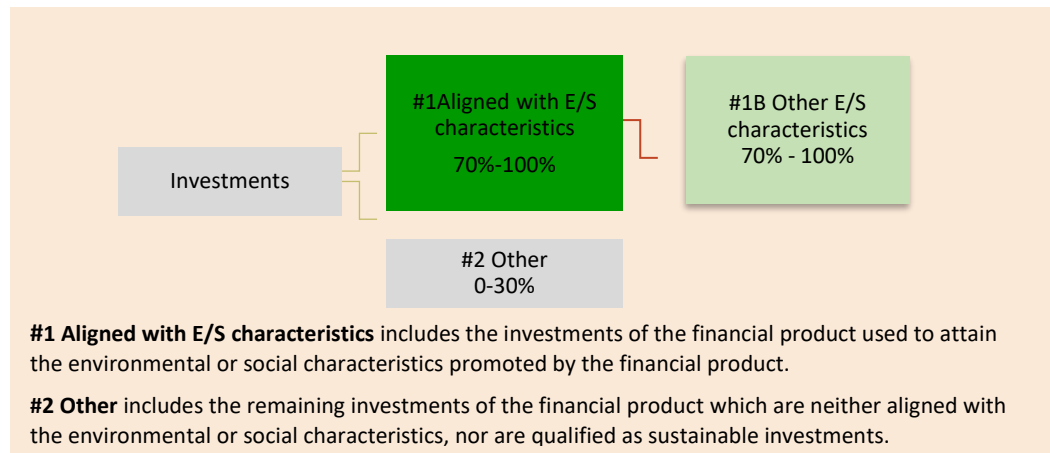 #1Aligned with E/S
characteristics
70%-100%
#1B Other E/S
characteristics
70% - 100%
Investments
#2 Other
0-30%
#1 Aligned with E/S characteristics includes the investments of the financial product used to attain
the environmental or social characteristics promoted by the financial product.
#2 Other includes the remaining investments of the financial product which are neither aligned with
the environmental or social characteristics, nor are qualified as sustainable investments.